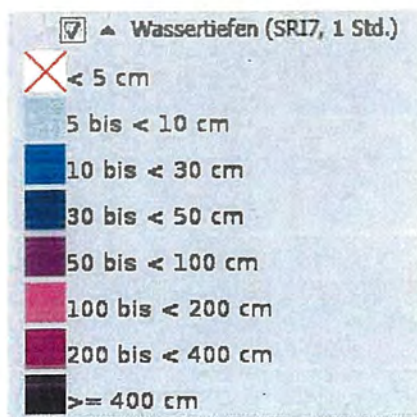 Wassertiefen (SRI7, 1 Std.)
< 5 cm
5 bis < 10 cm
10 bis < 30 cm
30 bis < 50 cm
50 bis < 100 cm
100 bis < 200 cm
200 bis < 400 cm
>= 400 cm